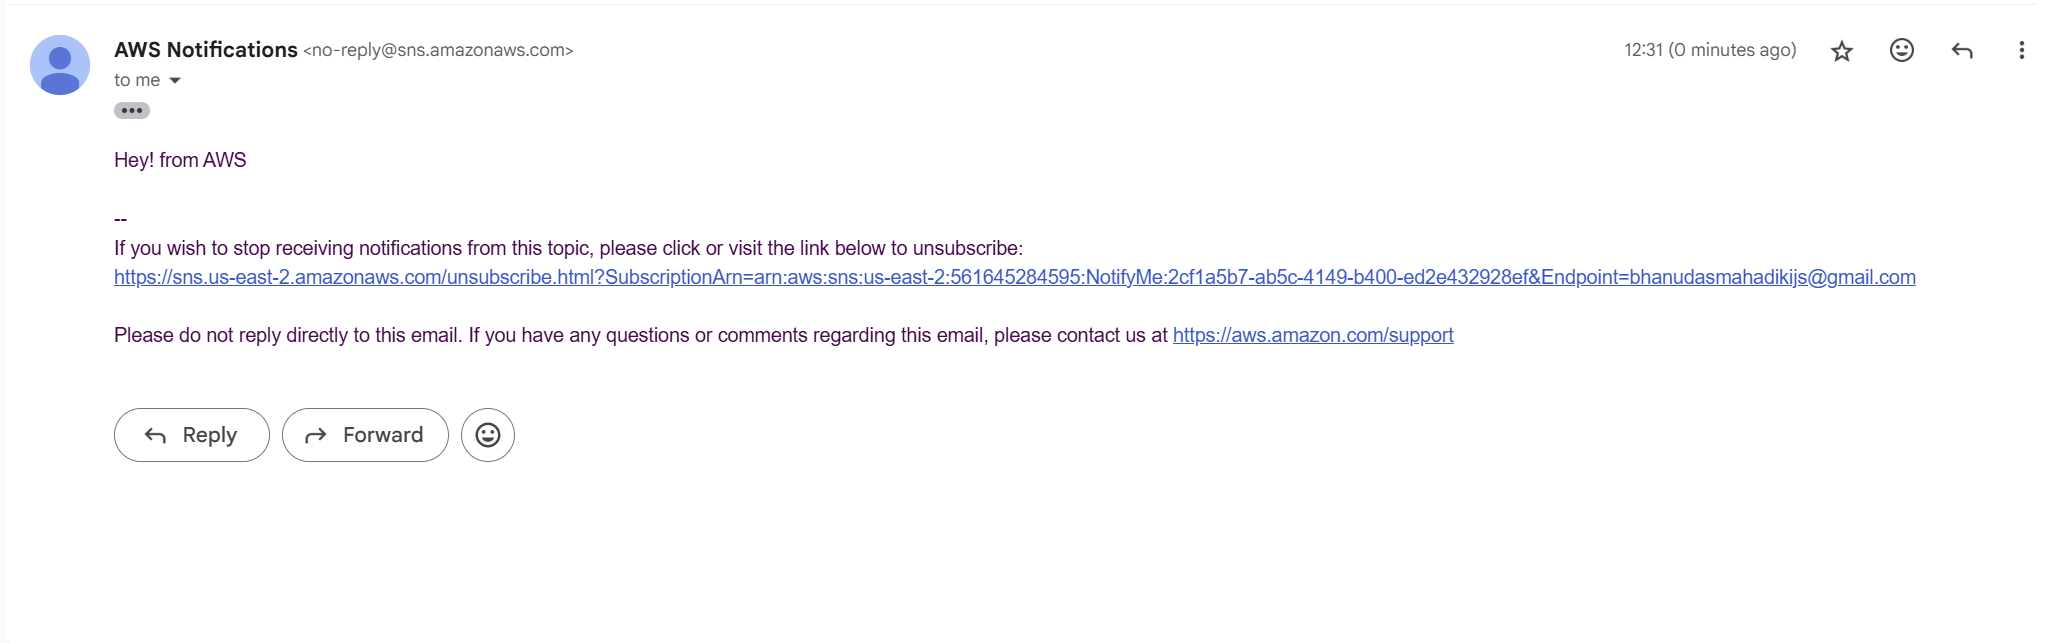 AWS Notifications <no-reply@sns.amazonaws.com>
12:31 (0 minutes ago)
to me
Hey! from AWS
--
If you wish to stop receiving notifications from this topic, please click or visit the link below to unsubscribe:
https://sns.us-east-2.amazonaws.com/unsubscribe.html?SubscriptionArn=arn:aws:sns:us-east-2:561645284595:NotifyMe:2cf1a5b7-ab5c-4149-b400-ed2e432928ef&Endpoint=bhanudasmahadikijs@gmail.com
Please do not reply directly to this email. If you have any questions or comments regarding this email, please contact us at https://aws.amazon.com/support
Reply
Forward